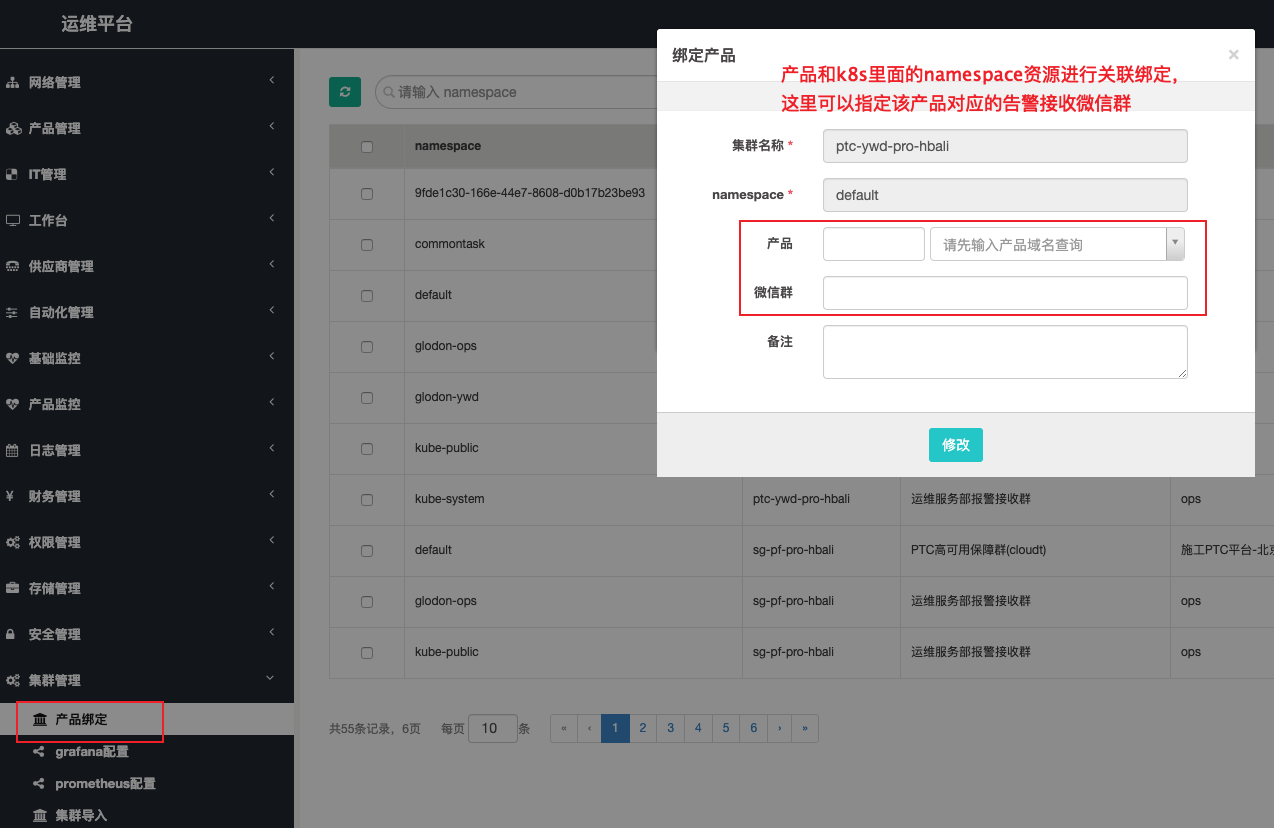 运维平台
网络管理
产品管理
IT管理
工作台
供应商管理
自动化管理
基础监控
产品监控
日志管理
财务管理
权限管理
存储管理
安全管理
集群管理
产品绑定
grafana配置
prometheus配置
集群导入
请输入 namespace
namespace
9fde1c30-166e-44e7-8608-d0b17b23be93
commontask
default
glodon-ops
glodon-ywd
kube-public
kube-system ptc-ywd-pro-hbali 运维服务部报警接收群 ops
default sg-pf-pro-hbali PTC高可用保障群(cloudt) 施工PTC平台-北京
glodon-ops sg-pf-pro-hbali 运维服务部报警接收群 ops
kube-public sg-pf-pro-hbali 运维服务部报警接收群 ops
共55条记录，6页 每页 10 条 « ‹ 1 2 3 4 5 6 › »
绑定产品 ×
产品和k8s里面的namespace资源进行关联绑定，
这里可以指定该产品对应的告警接收微信群
集群名称 * ptc-ywd-pro-hbali
namespace * default
产品 请先输入产品域名查询
微信群
备注
修改